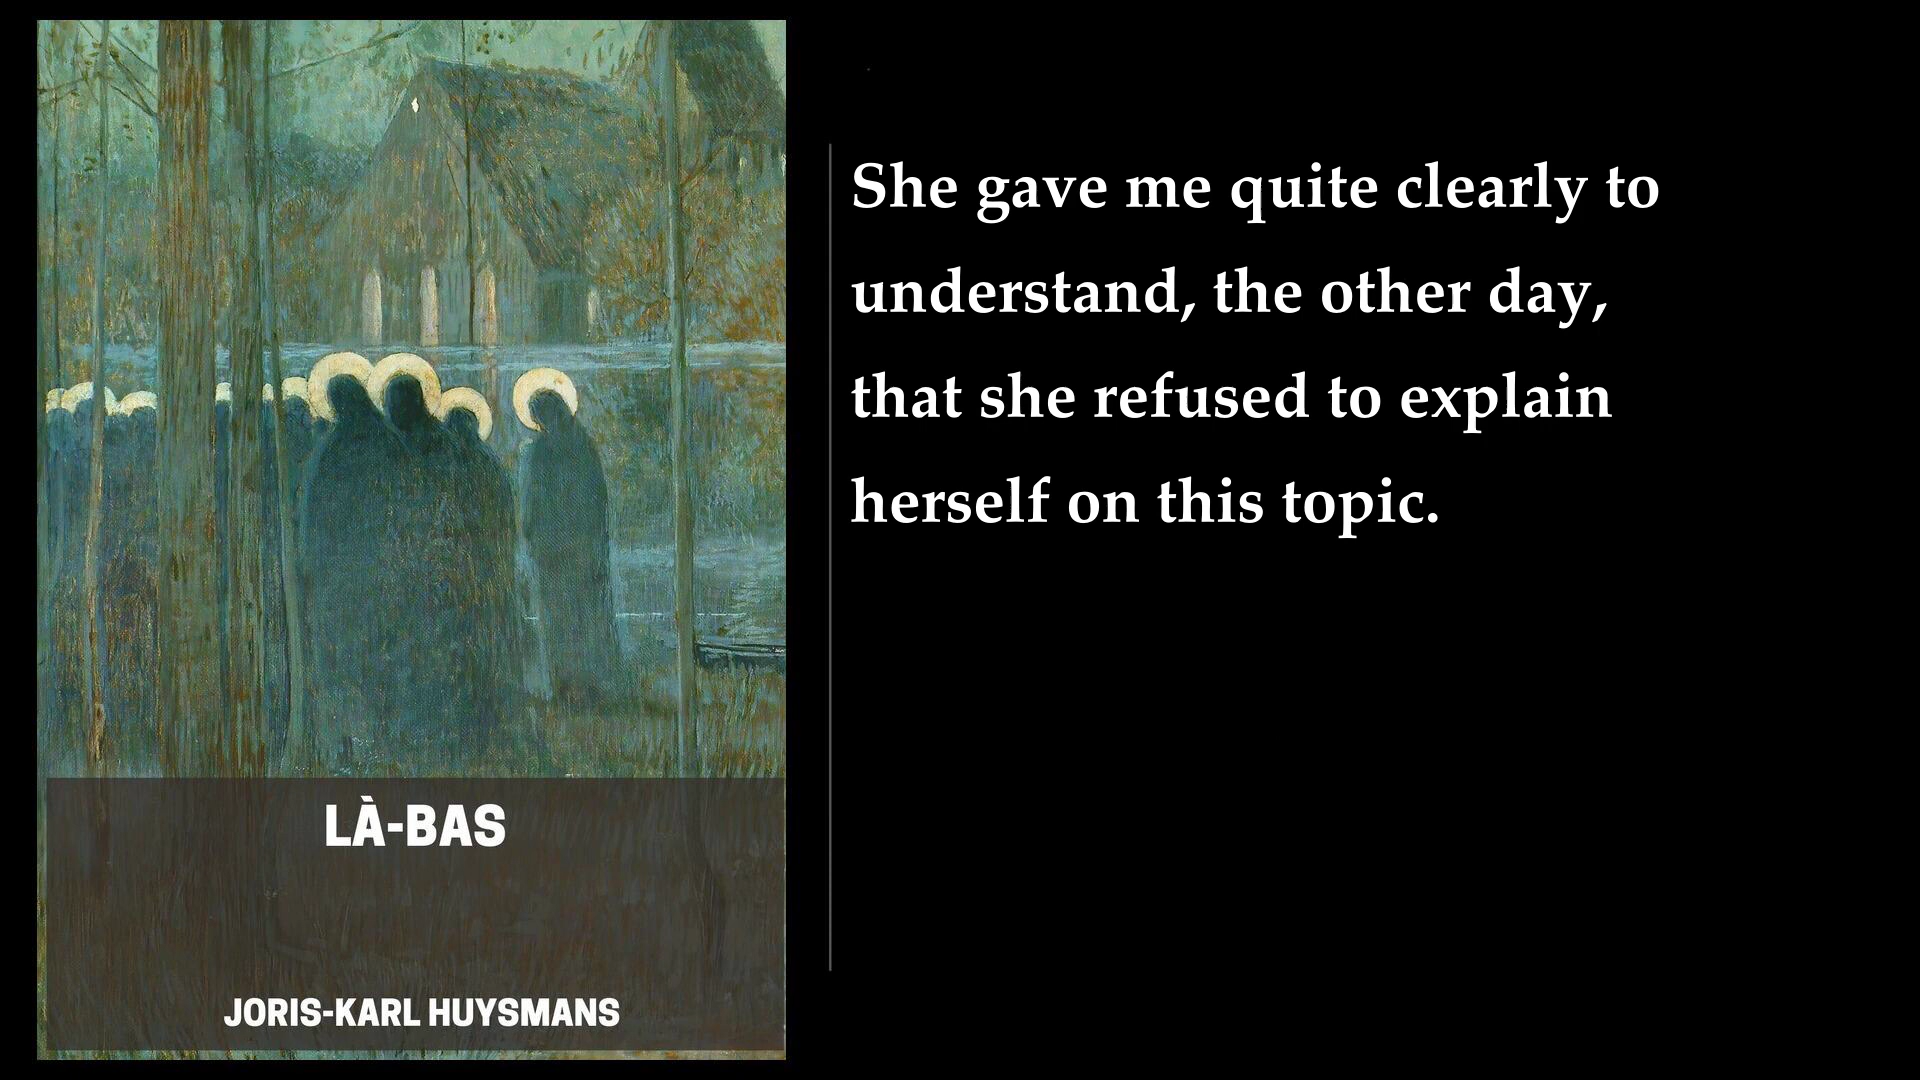 LÀ-BAS
JORIS-KARL HUYSMANS
She gave me quite clearly to
understand, the other day,
that she refused to explain
herself on this topic.